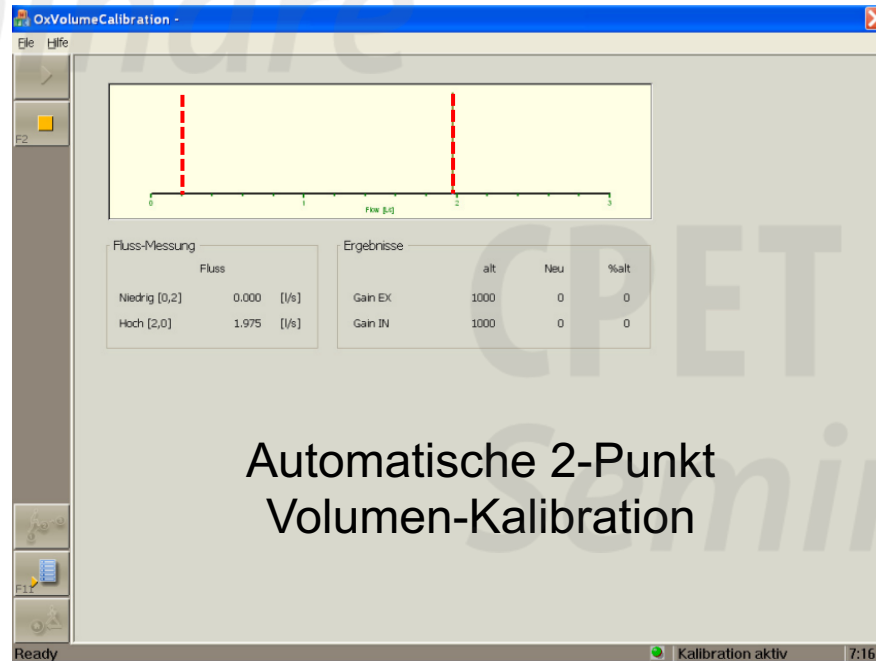 OxVolumeCalibration -
File Hilfe
F2
0 1 2 3
Flow [L/s]
Fluss-Messung
Fluss
Niedrig [0,2] 0.000 [l/s]
Hoch [2,0] 1.975 [l/s]
Ergebnisse
alt Neu %alt
Gain EX 1000 0 0
Gain IN 1000 0 0
CPET
Semi
Automatische 2-Punkt
Volumen-Kalibration
F11
Ready Kalibration aktiv 7:16